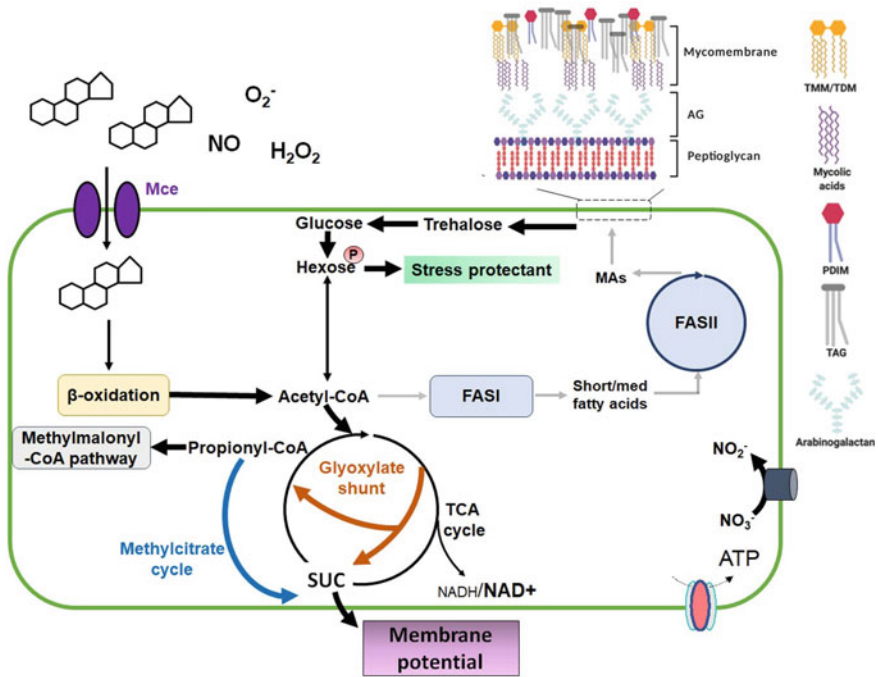 Mycomembrane
AG
Peptioglycan
TMM/TDM
Mycolic
acids
PDIM
TAG
Arabinogalactan
O2-
NO
H2O2
Mce
Glucose
Trehalose
Hexose
P
Stress protectant
MAs
FASII
β-oxidation
Acetyl-CoA
FASI
Short/med
fatty acids
Methylmalonyl
-CoA pathway
Propionyl-CoA
Glyoxylate
shunt
TCA
cycle
Methylcitrate
cycle
SUC
NADH/NAD+
NO2-
NO3-
ATP
Membrane
potential